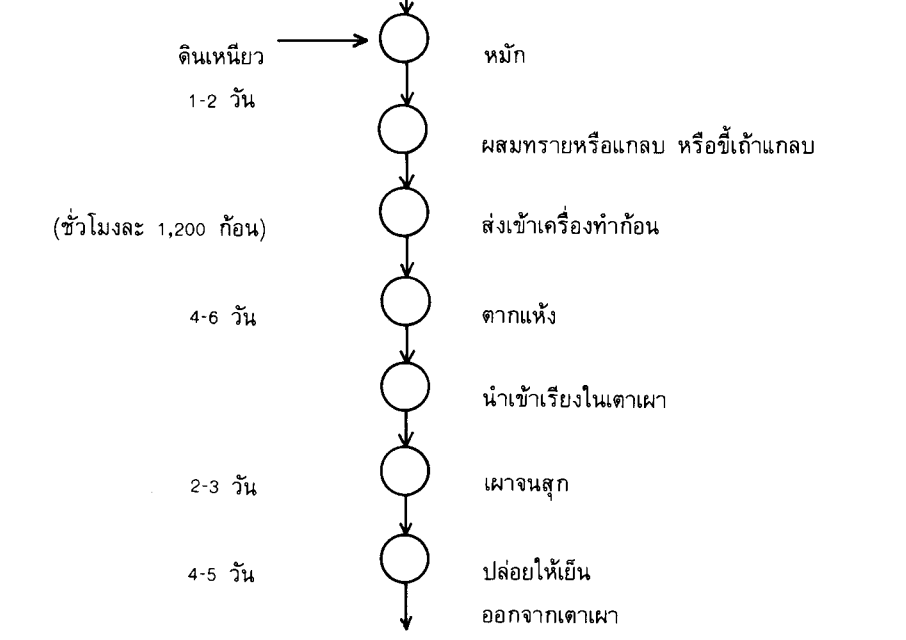 ดินเหนียว หมัก
1-2 วัน
ผสมทรายหรือแกลบ หรือขี้เถ้าแกลบ
(ชั่วโมงละ 1,200 ก้อน) ส่งเข้าเครื่องทำก้อน
4-6 วัน ตากแห้ง
นำเข้าเรียงในเตาเผา
2-3 วัน เผาจนสุก
4-5 วัน ปล่อยให้เย็น
ออกจากเตาเผา